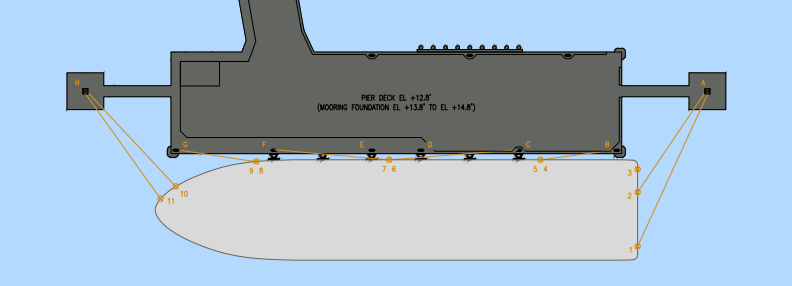 H
A
PIER DECK EL +12.8'
(MOORING FOUNDATION EL +13.8' TO EL +14.8')
G F E D C B
9 8 7 6 5 4 3
10
2
11
1